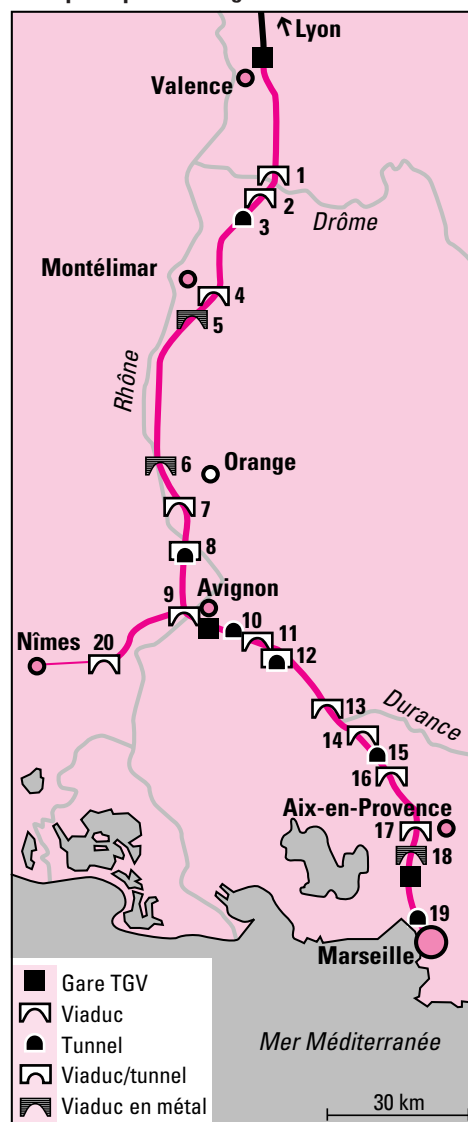 Lyon
Valence
1
2
3
Drôme
Montélimar
4
5
Rhône
6
Orange
7
8
Avignon
9
10
11
Nîmes
20
12
13
Durance
14
15
16
Aix-en-Provence
17
18
19
Marseille
Gare TGV
Viaduc
Tunnel
Mer Méditerranée
Viaduc/tunnel
Viaduc en métal
30 km